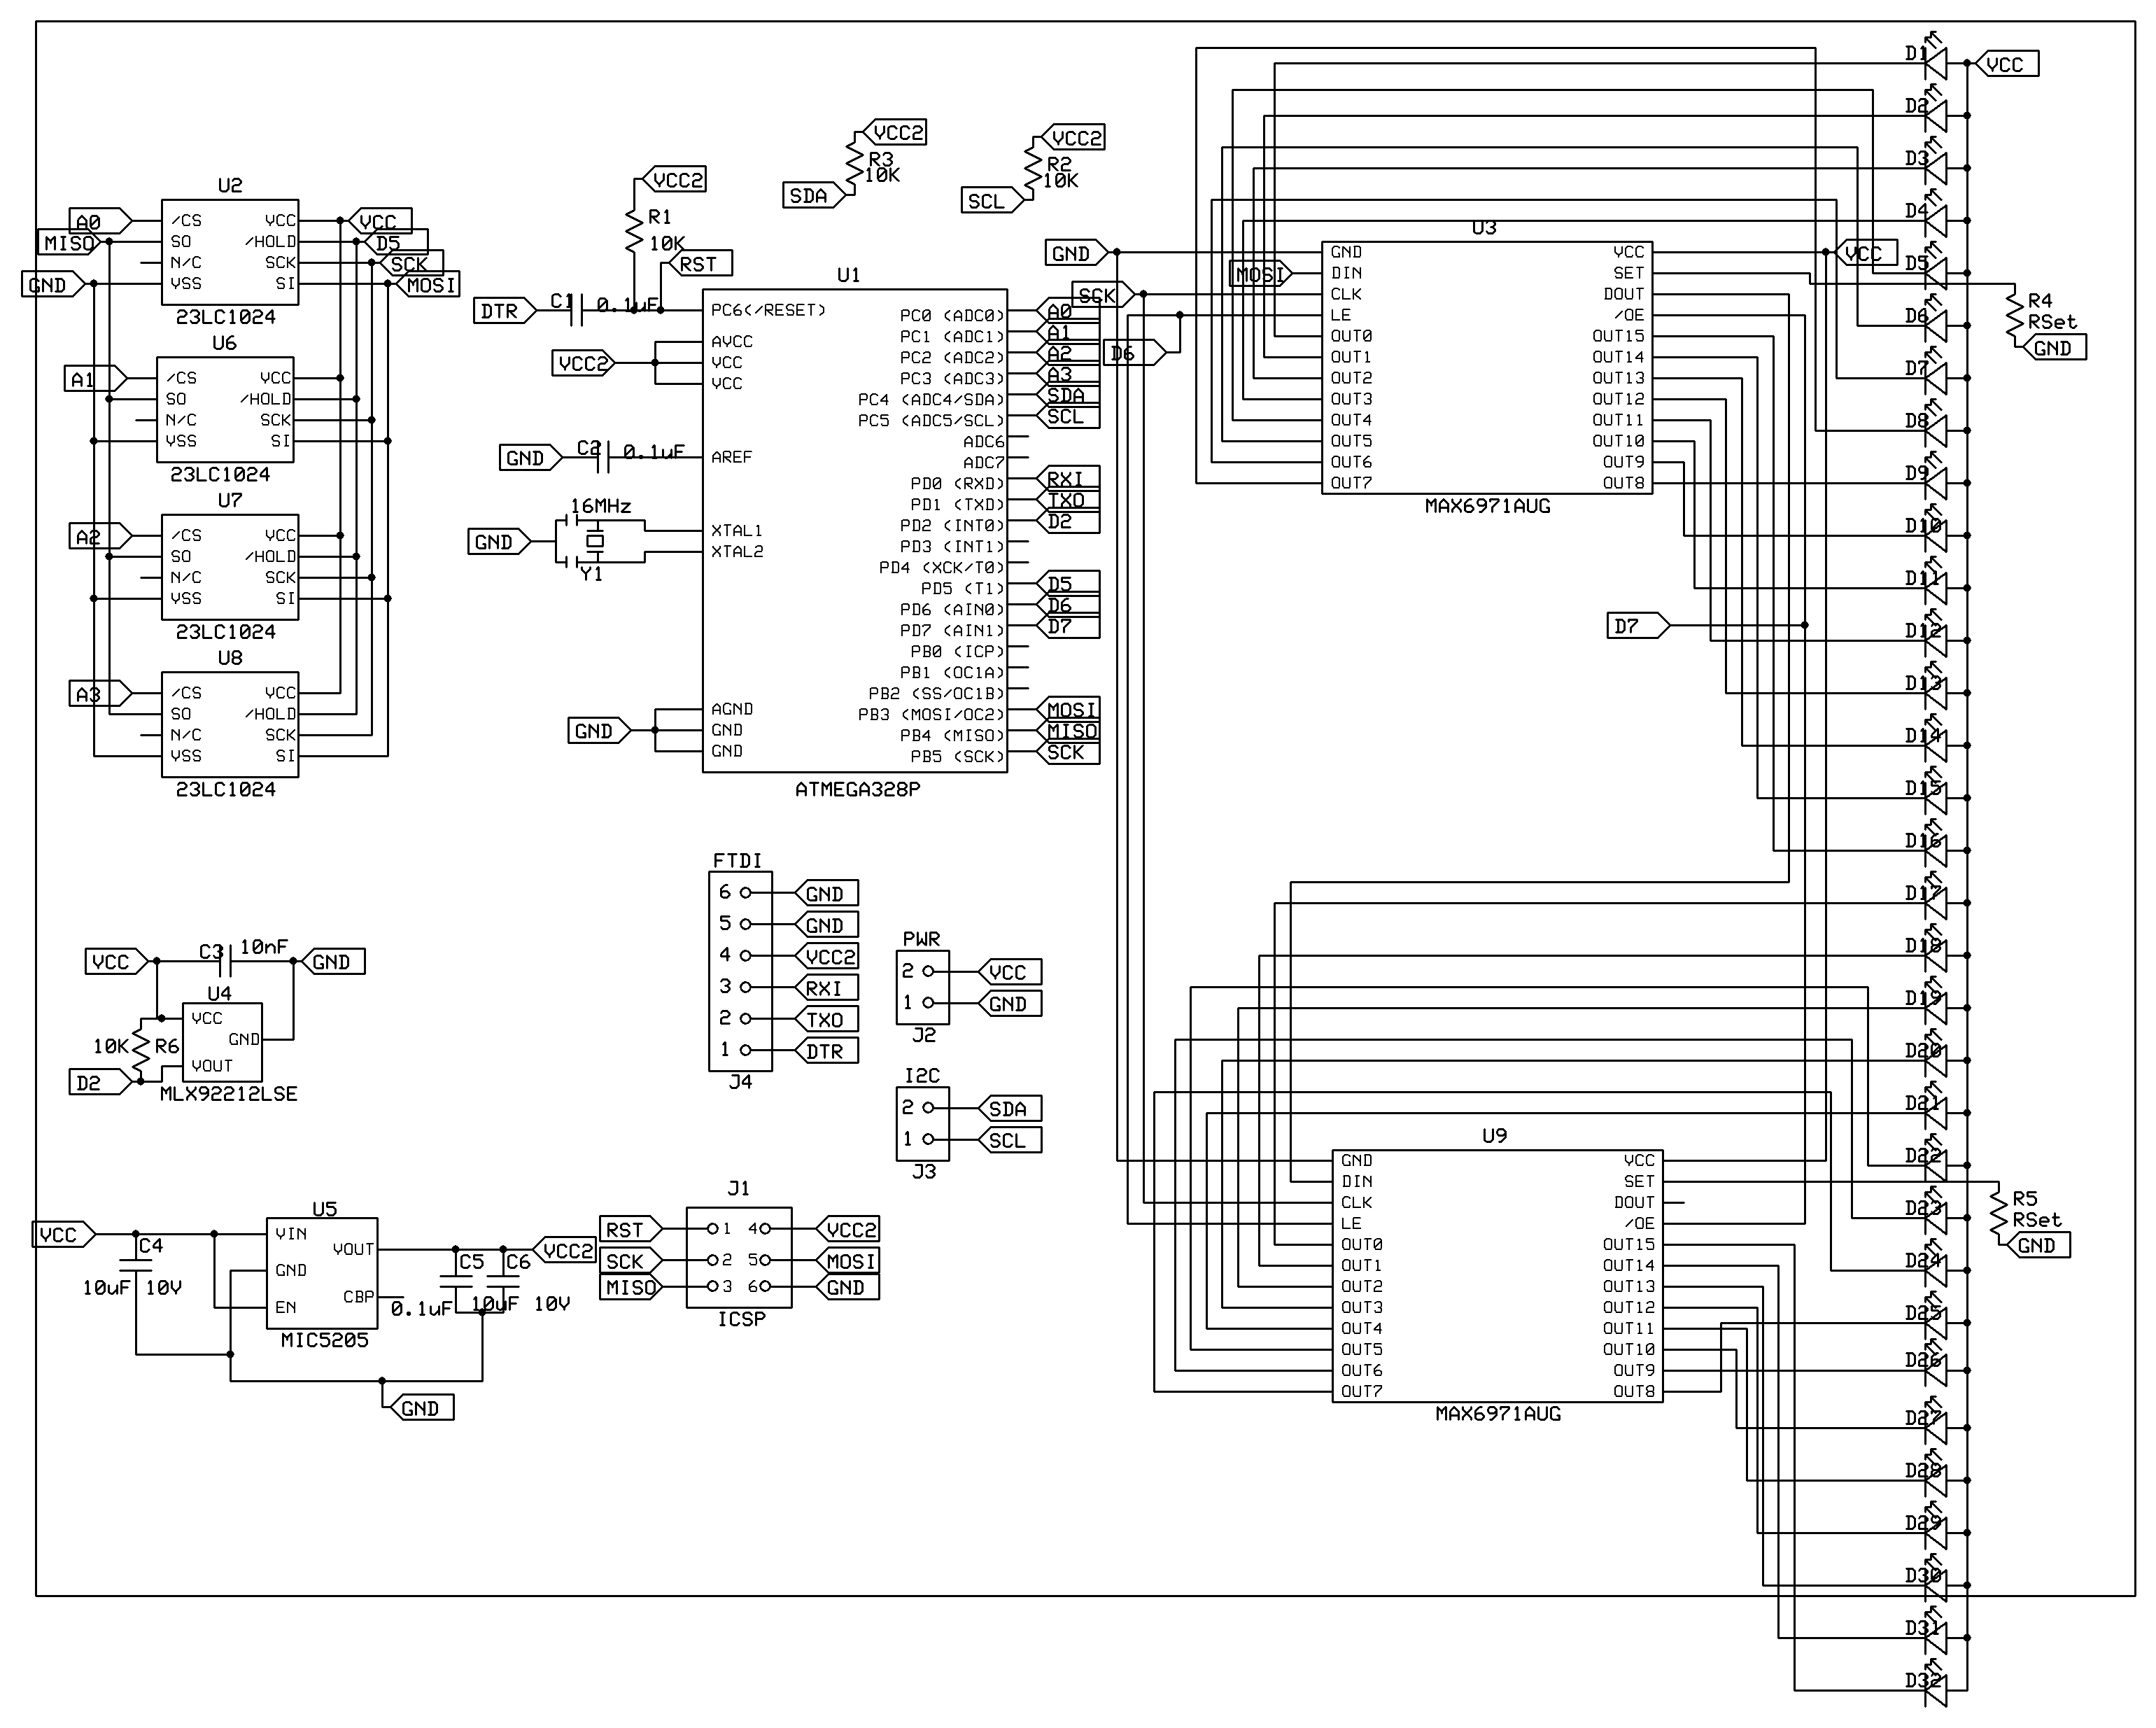 U2
A0
MISO
GND
/CS
SO
N/C
VSS
VCC
/HOLD
SCK
SI
VCC
D5
SCK
MOSI
23LC1024
U6
A1
/CS
SO
N/C
VSS
VCC
/HOLD
SCK
SI
23LC1024
U7
A2
/CS
SO
N/C
VSS
VCC
/HOLD
SCK
SI
23LC1024
U8
A3
/CS
SO
N/C
VSS
VCC
/HOLD
SCK
SI
23LC1024
VCC2
R1
10K
RST
DTR
C1
0.1uF
VCC2
R3
10K
SDA
VCC2
R2
10K
SCL
U1
VCC2
GND
C2
0.1uF
16MHz
GND
Y1
GND
PC6(/RESET)
AVCC
VCC
VCC
AREF
XTAL1
XTAL2
AGND
GND
GND
PC0 (ADC0)
PC1 (ADC1)
PC2 (ADC2)
PC3 (ADC3)
PC4 (ADC4/SDA)
PC5 (ADC5/SCL)
ADC6
ADC7
PD0 (RXD)
PD1 (TXD)
PD2 (INT0)
PD3 (INT1)
PD4 (XCK/T0)
PD5 (T1)
PD6 (AIN0)
PD7 (AIN1)
PB0 (ICP)
PB1 (OC1A)
PB2 (SS/OC1B)
PB3 (MOSI/OC2)
PB4 (MISO)
PB5 (SCK)
A0
A1
A2
A3
SDA
SCL
RXI
TXO
D2
D5
D6
D7
MOSI
MISO
SCK
ATMEGA328P
U3
GND
MOSI
SCK
D6
GND
DIN
CLK
LE
OUT0
OUT1
OUT2
OUT3
OUT4
OUT5
OUT6
OUT7
VCC
SET
DOUT
/OE
OUT15
OUT14
OUT13
OUT12
OUT11
OUT10
OUT9
OUT8
VCC
R4
RSet
GND
MAX6971AUG
D7
VCC
D1
D2
D3
D4
D5
D6
D7
D8
D9
D10
D11
D12
D13
D14
D15
D16
D17
D18
D19
D20
D21
D22
D23
D24
D25
D26
D27
D28
D29
D30
D31
D32
FTDI
6
5
4
3
2
1
GND
GND
VCC2
RXI
TXO
DTR
J4
PWR
2
1
VCC
GND
J2
I2C
2
1
SDA
SCL
J3
VCC
C3
10nF
GND
U4
VCC
GND
VOUT
10K
R6
D2
MLX92212LSE
U5
VCC
C4
10uF 10V
VIN
GND
EN
VOUT
CBP
MIC5205
C5
0.1uF
C6
10uF 10V
VCC2
GND
J1
RST
SCK
MISO
1
2
3
4
5
6
VCC2
MOSI
GND
ICSP
U9
GND
DIN
CLK
LE
OUT0
OUT1
OUT2
OUT3
OUT4
OUT5
OUT6
OUT7
VCC
SET
DOUT
/OE
OUT15
OUT14
OUT13
OUT12
OUT11
OUT10
OUT9
OUT8
R5
RSet
GND
MAX6971AUG